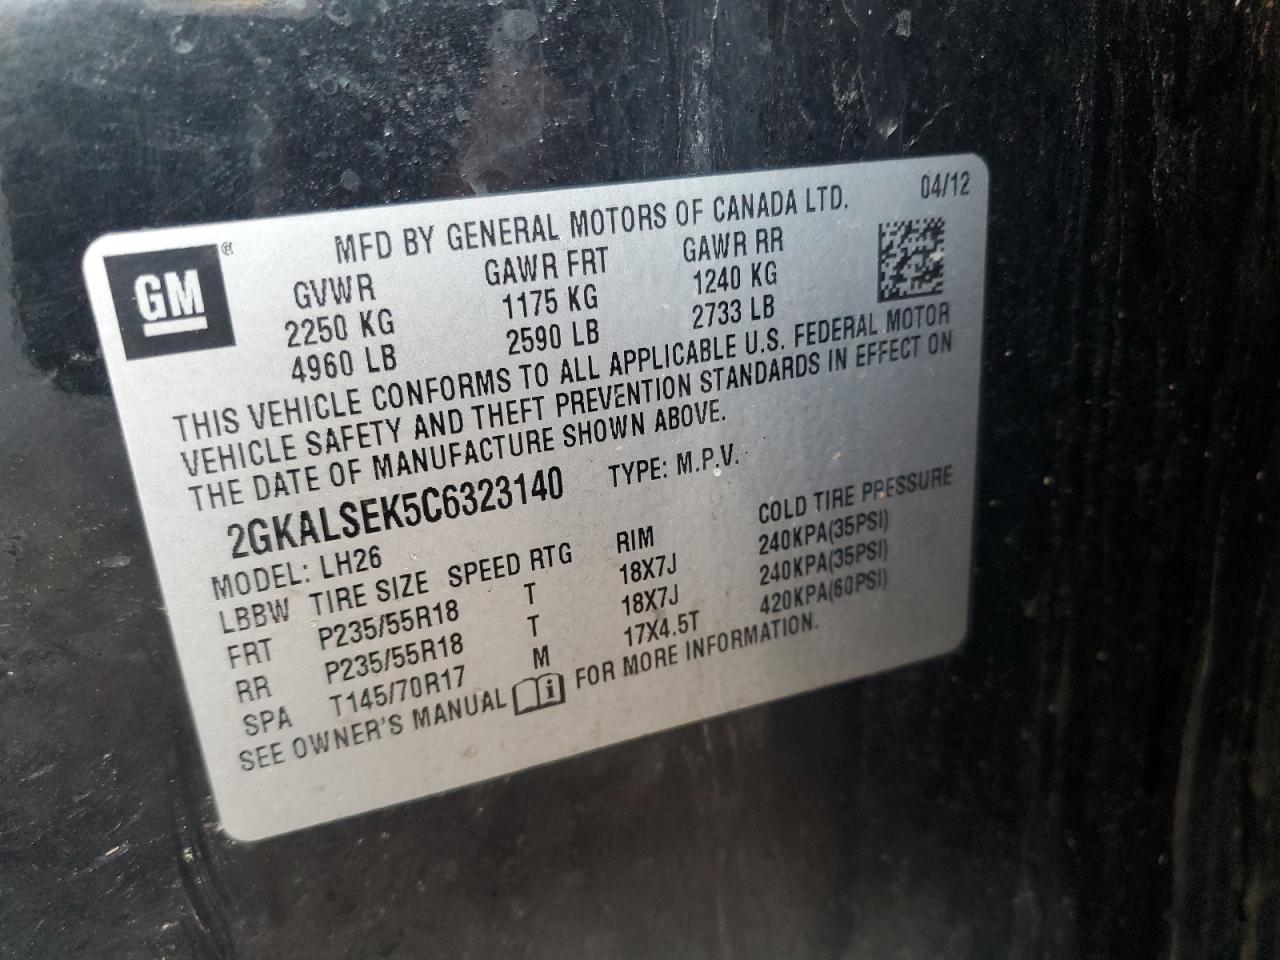 04/12
GM®
MFD BY GENERAL MOTORS OF CANADA LTD.
GVWR GAWR FRT GAWR RR
2250 KG 1175 KG 1240 KG
4960 LB 2590 LB 2733 LB
THIS VEHICLE CONFORMS TO ALL APPLICABLE U.S. FEDERAL MOTOR
VEHICLE SAFETY AND THEFT PREVENTION STANDARDS IN EFFECT ON
THE DATE OF MANUFACTURE SHOWN ABOVE.
2GKALSEK5C6323140 TYPE: M.P.V.
MODEL: LH26
LBBW TIRE SIZE SPEED RTG RIM COLD TIRE PRESSURE
FRT P235/55R18 T 18X7J 240KPA(35PSI)
RR P235/55R18 T 18X7J 240KPA(35PSI)
SPA T145/70R17 M 17X4.5T 420KPA(60PSI)
SEE OWNER'S MANUAL i FOR MORE INFORMATION.